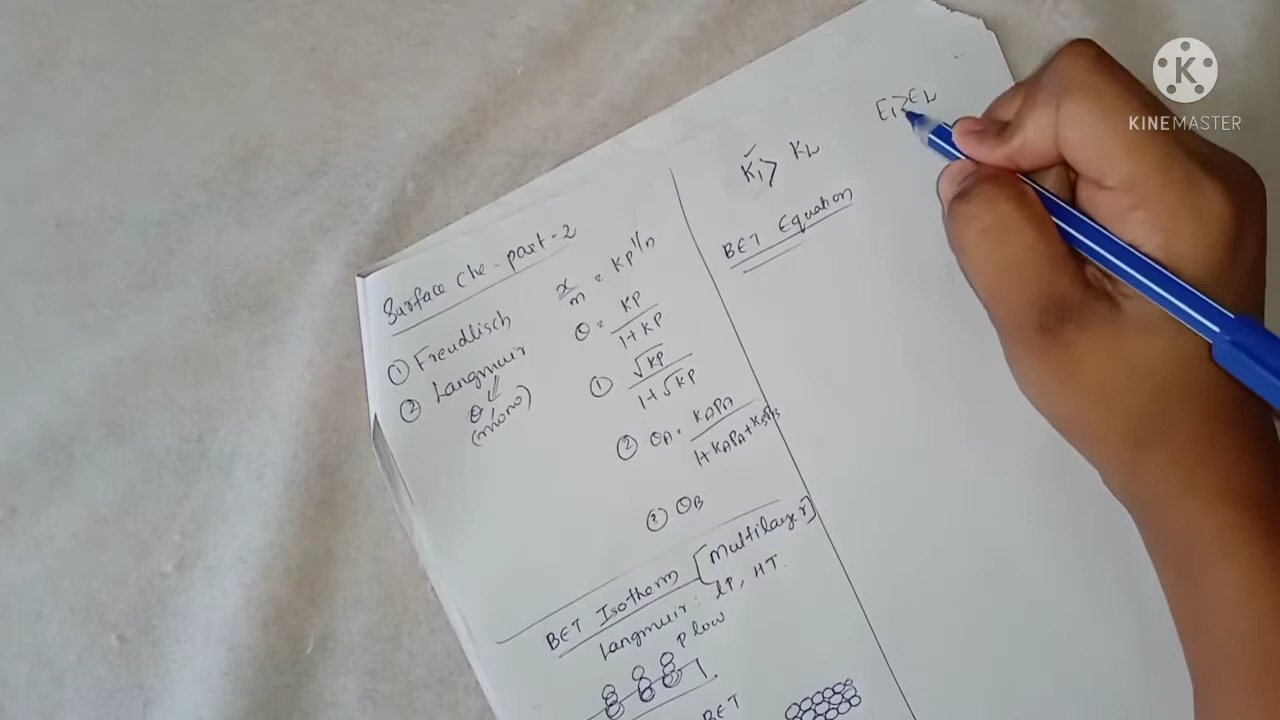 Surface Che - part - 2
① Freudlisch x/m = KP^1/n
② Langmuir θ = KP/1+KP
θ,
(mono)
① √KP/1+√KP
② θA = KAPA/1+KAPA+KBPB
② θB
BET Isotherm [Multilayer]
Langmuir: lP, HT.
P low
BET
E1>EL
K1> KL
BET Equation
K
KINEMASTER